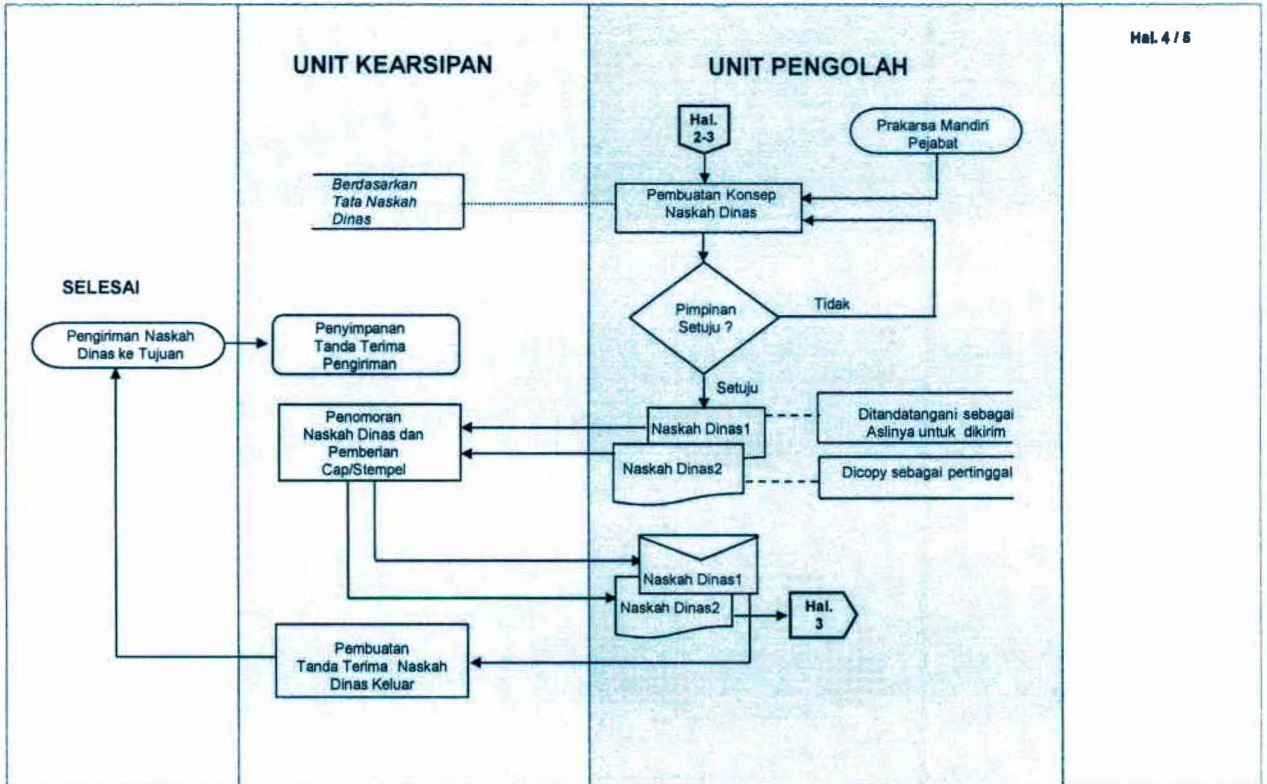 Hal. 4 / 5
UNIT KEARSIPAN
UNIT PENGOLAH
Hal.
2-3
Prakarsa Mandiri
Pejabat
Berdasarkan
Tata Naskah
Dinas
Pembuatan Konsep
Naskah Dinas
SELESAI
Pimpinan
Setuju ?
Tidak
Pengiriman Naskah
Dinas ke Tujuan
Penyimpanan
Tanda Terima
Pengiriman
Setuju
Penomoran
Naskah Dinas dan
Pemberian
Cap/Stempel
Naskah Dinas1
Ditandatangani sebagai
Aslinya untuk dikirim
Naskah Dinas2
Dicopy sebagai pertinggal
Naskah Dinas1
Naskah Dinas2
Hal.
3
Pembuatan
Tanda Terima Naskah
Dinas Keluar